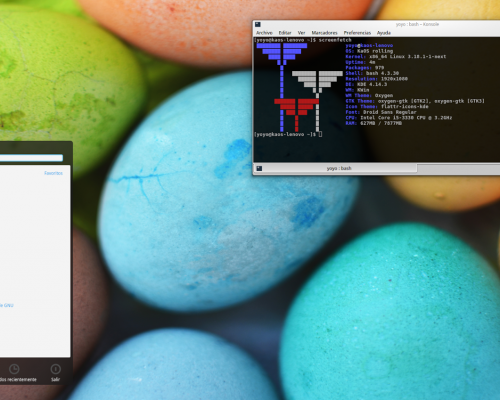 yoyo : bash – Konsole
Archivo Editar Ver Marcadores Preferencias Ayuda
[yoyo@kaos-lenovo ~]$ screenfetch
yoyo@kaos-lenovo
OS: KaOS rolling
Kernel: x86_64 Linux 3.18.1-1-next
Uptime: 4m
Packages: 979
Shell: bash 4.3.30
Resolution: 1920x1080
DE: KDE 4.14.3
WM: KWin
WM Theme: Oxygen
GTK Theme: oxygen-gtk [GTK2], oxygen-gtk [GTK3]
Icon Theme: flattr-icons-kde
Font: Droid Sans Regular
CPU: Intel Core i5-3330 CPU @ 3.2GHz
RAM: 627MB / 7877MB
[yoyo@kaos-lenovo ~]$
yoyo : bash
Favoritos
de GNU
recientemente
Salir